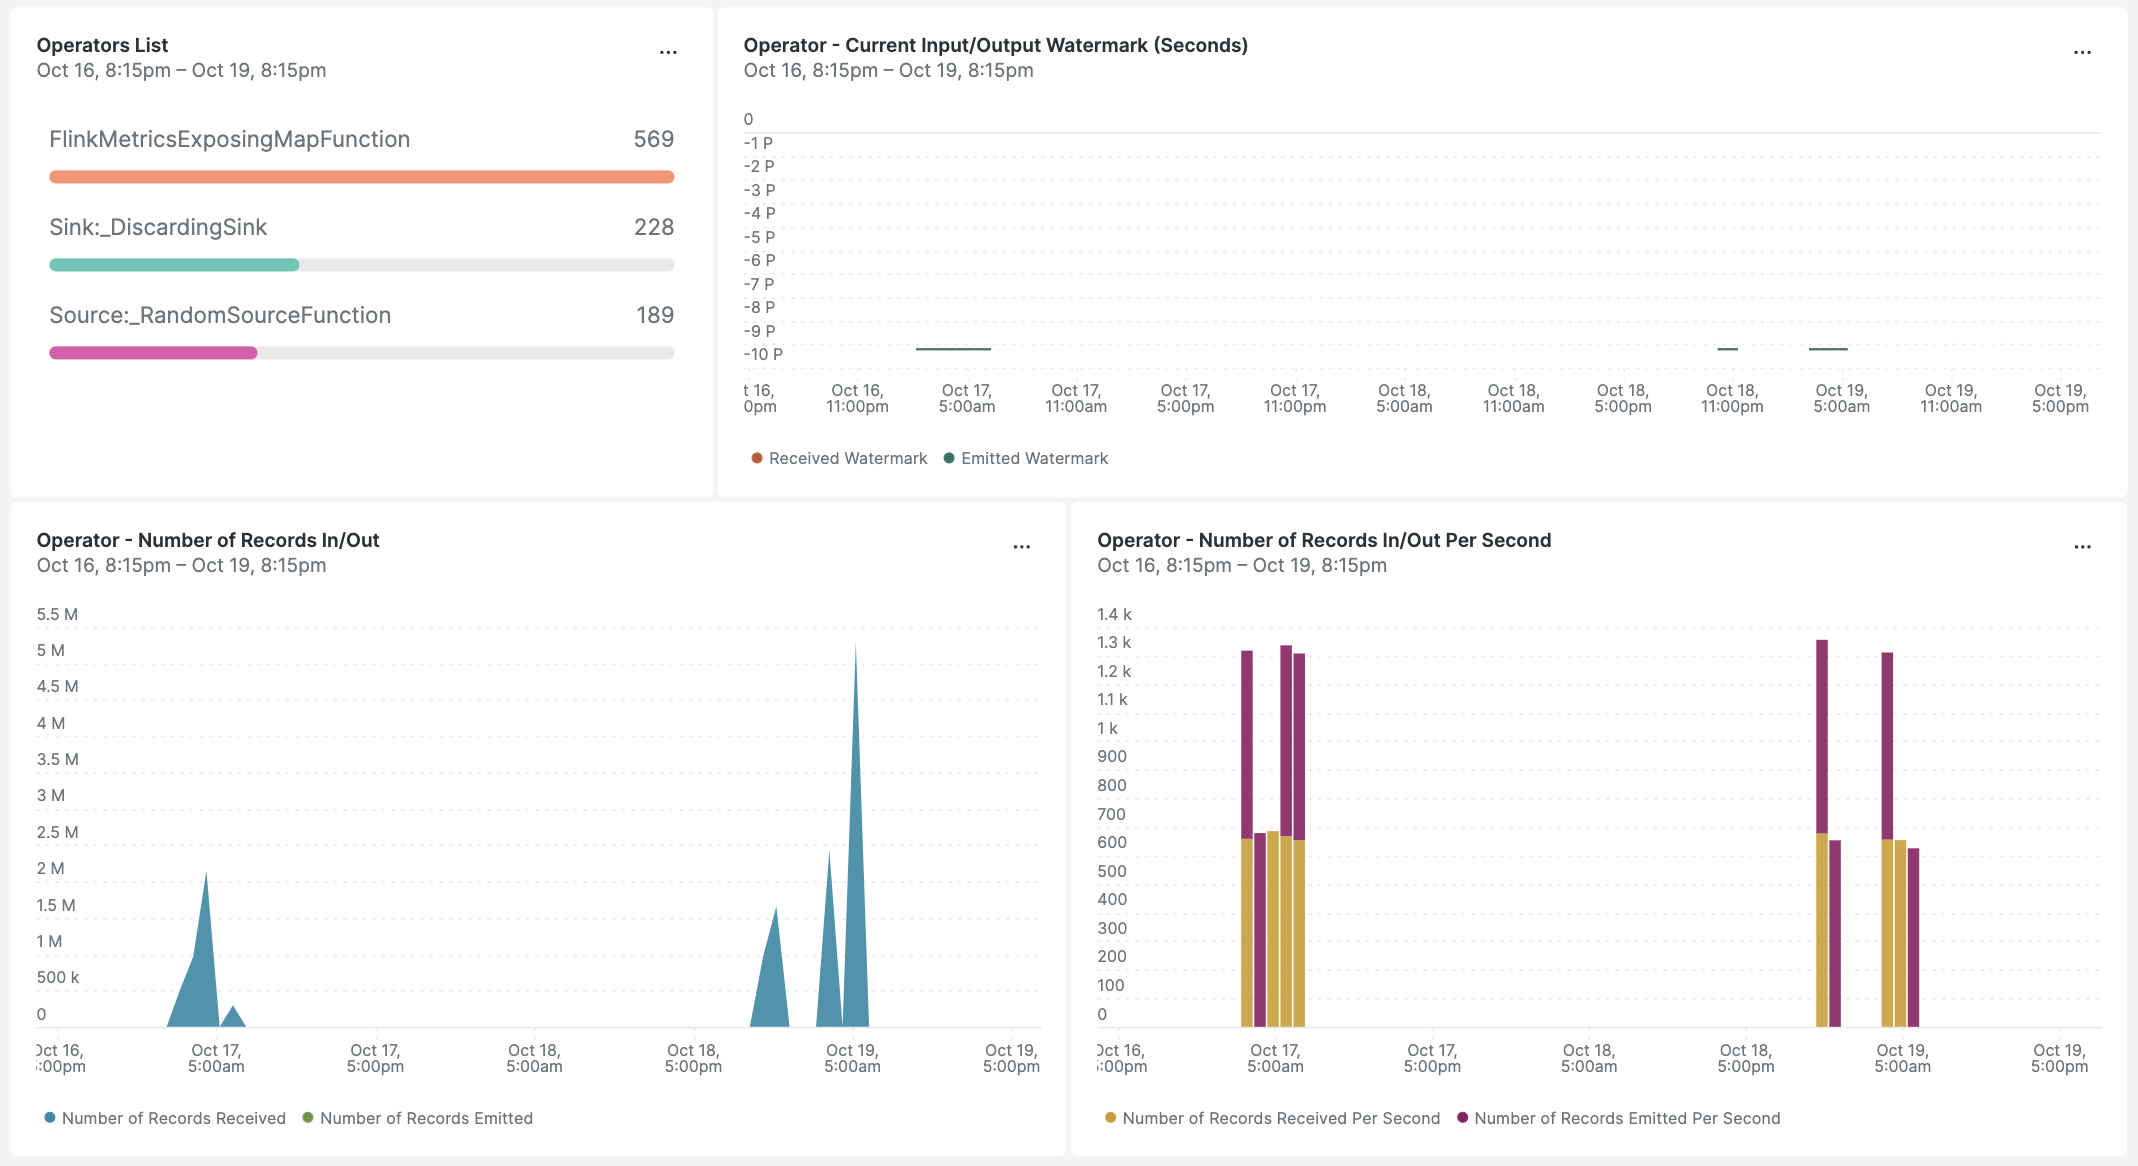 Operators List
Oct 16, 8:15pm – Oct 19, 8:15pm
FlinkMetricsExposingMapFunction 569
Sink:_DiscardingSink 228
Source:_RandomSourceFunction 189
Operator - Current Input/Output Watermark (Seconds)
Oct 16, 8:15pm – Oct 19, 8:15pm
0
-1 P
-2 P
-3 P
-4 P
-5 P
-6 P
-7 P
-8 P
-9 P
-10 P
t 16, Oct 16, Oct 17, Oct 17, Oct 17, Oct 17, Oct 18, Oct 18, Oct 18, Oct 18, Oct 19, Oct 19, Oct 19,
0pm 11:00pm 5:00am 11:00am 5:00pm 11:00pm 5:00am 11:00am 5:00pm 11:00pm 5:00am 11:00am 5:00pm
Received Watermark Emitted Watermark
Operator - Number of Records In/Out
Oct 16, 8:15pm – Oct 19, 8:15pm
5.5 M
5 M
4.5 M
4 M
3.5 M
3 M
2.5 M
2 M
1.5 M
1 M
500 k
0
Oct 16, Oct 17, Oct 17, Oct 18, Oct 18, Oct 19, Oct 19,
:00pm 5:00am 5:00pm 5:00am 5:00pm 5:00am 5:00pm
Number of Records Received Number of Records Emitted
Operator - Number of Records In/Out Per Second
Oct 16, 8:15pm – Oct 19, 8:15pm
1.4 k
1.3 k
1.2 k
1.1 k
1 k
900
800
700
600
500
400
300
200
100
0
Oct 16, Oct 17, Oct 17, Oct 18, Oct 18, Oct 19, Oct 19,
:00pm 5:00am 5:00pm 5:00am 5:00pm 5:00am 5:00pm
Number of Records Received Per Second Number of Records Emitted Per Second